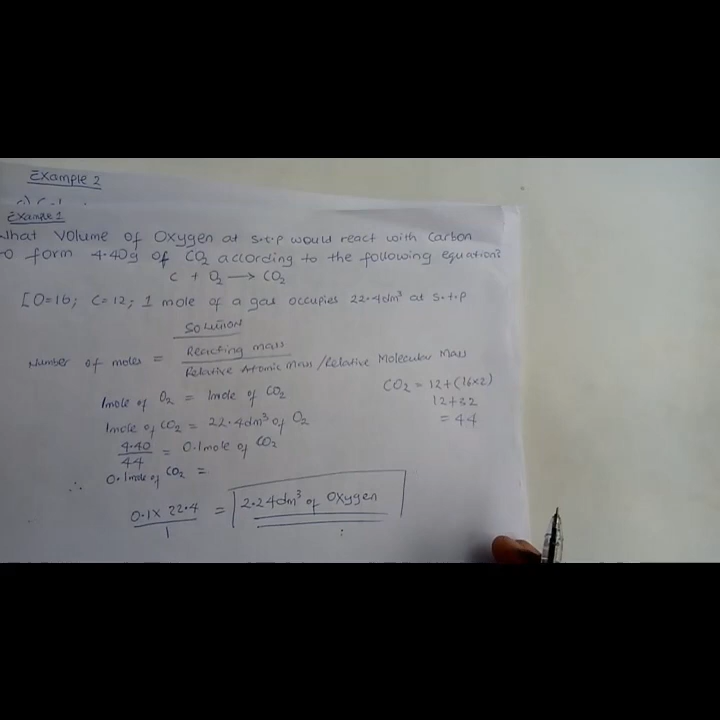 Example 2
Example 1
What Volume of Oxygen at s.t.p would react with Carbon
to form 4.40g of CO₂ according to the following equation?
C + O₂ → CO₂
[O=16; C=12; 1 mole of a gas occupies 22.4dm³ at s.t.p
SOLUTION
Number of moles = Reacting mass / Relative Atomic Mass/Relative Molecular Mass
CO₂ = 12+(16x2)
12+32
= 44
1mole of O₂ = 1mole of CO₂
1mole of CO₂ = 22.4dm³ of O₂
4.40/44 = 0.1mole of CO₂
∴ 0.1mole of CO₂ =
0.1x 22.4/1 = 2.24dm³ of Oxygen